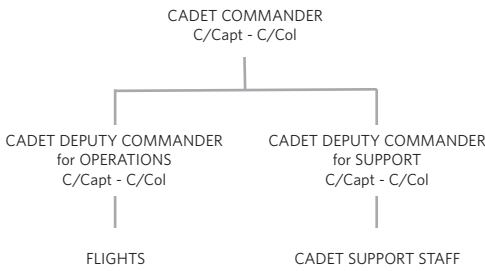 CADET COMMANDER
C/Capt - C/Col
CADET DEPUTY COMMANDER
for OPERATIONS
C/Capt - C/Col
CADET DEPUTY COMMANDER
for SUPPORT
C/Capt - C/Col
FLIGHTS
CADET SUPPORT STAFF